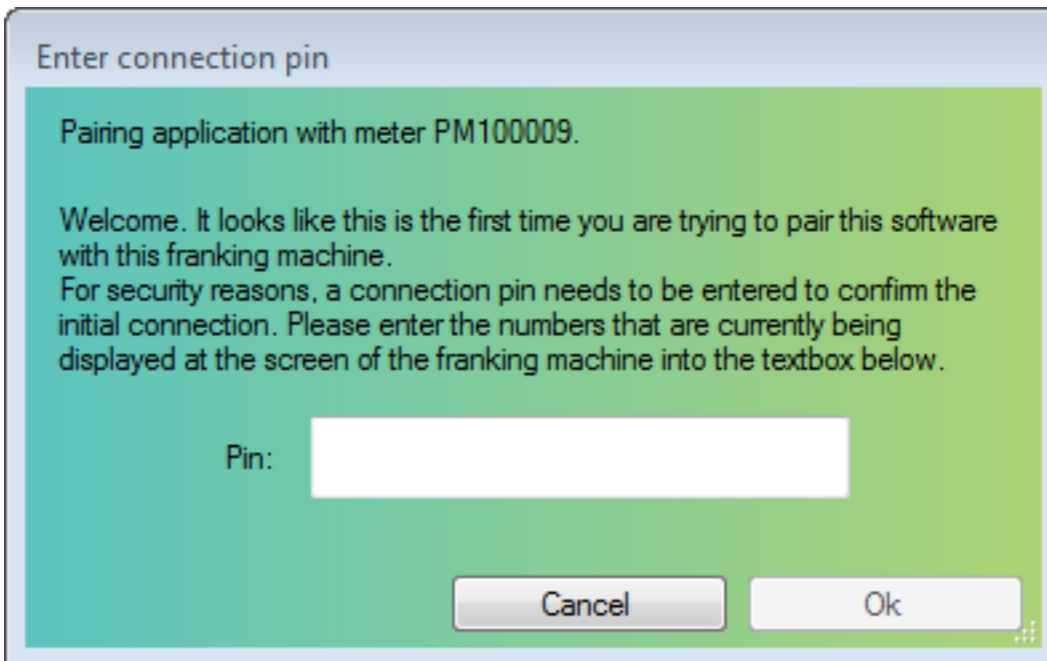 Enter connection pin
Pairing application with meter PM100009.
Welcome. It looks like this is the first time you are trying to pair this software
with this franking machine.
For security reasons, a connection pin needs to be entered to confirm the
initial connection. Please enter the numbers that are currently being
displayed at the screen of the franking machine into the textbox below.
Pin:
Cancel
Ok